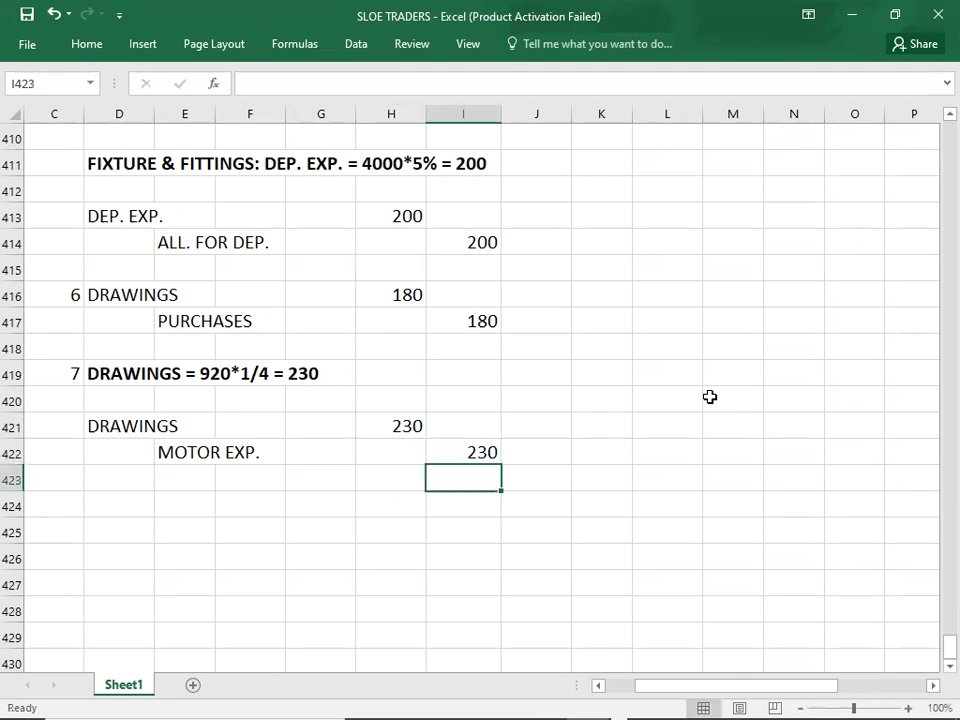 SLOE TRADERS - Excel (Product Activation Failed)
File Home Insert Page Layout Formulas Data Review View Tell me what you want to do... Share
I423 fx
C D E F G H I J K L M N O P
410
411 FIXTURE & FITTINGS: DEP. EXP. = 4000*5% = 200
412
413 DEP. EXP. 200
414 ALL. FOR DEP. 200
415
416 6 DRAWINGS 180
417 PURCHASES 180
418
419 7 DRAWINGS = 920*1/4 = 230
420
421 DRAWINGS 230
422 MOTOR EXP. 230
423
424
425
426
427
428
429
430
Sheet1
Ready 100%